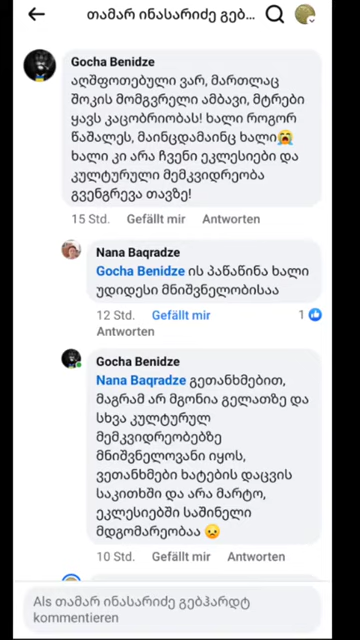 თამარ ინასარიძე გებ...
Gocha Benidze
აღშფოთებული ვარ, მართლაც
შოკის მომგვრელი ამბავი, მტრები
ყავს კაცობრიობას! ხალი როგორ
წაშალეს, მაინცდამაინც ხალი😭
ხალი კი არა ჩვენი ეკლესიები და
კულტურული მემკვიდრეობა
გვენგრევა თავზე!
15 Std. Gefällt mir Antworten
Nana Baqradze
Gocha Benidze ის პაწაწინა ხალი
უდიდესი მნიშვნელობისაა
12 Std. Gefällt mir 1
Antworten
Gocha Benidze
Nana Baqradze გეთანხმებით,
მაგრამ არ მგონია გელათზე და
სხვა კულტურულ
მემკვიდრეობებზე
მნიშვნელოვანი იყოს,
ვეთანხმები ხატების დაცვის
საკითხში და არა მარტო,
ეკლესიებში საშინელი
მდგომარეობაა 😟
10 Std. Gefällt mir Antworten
Als თამარ ინასარიძე გებჰარდტ
kommentieren